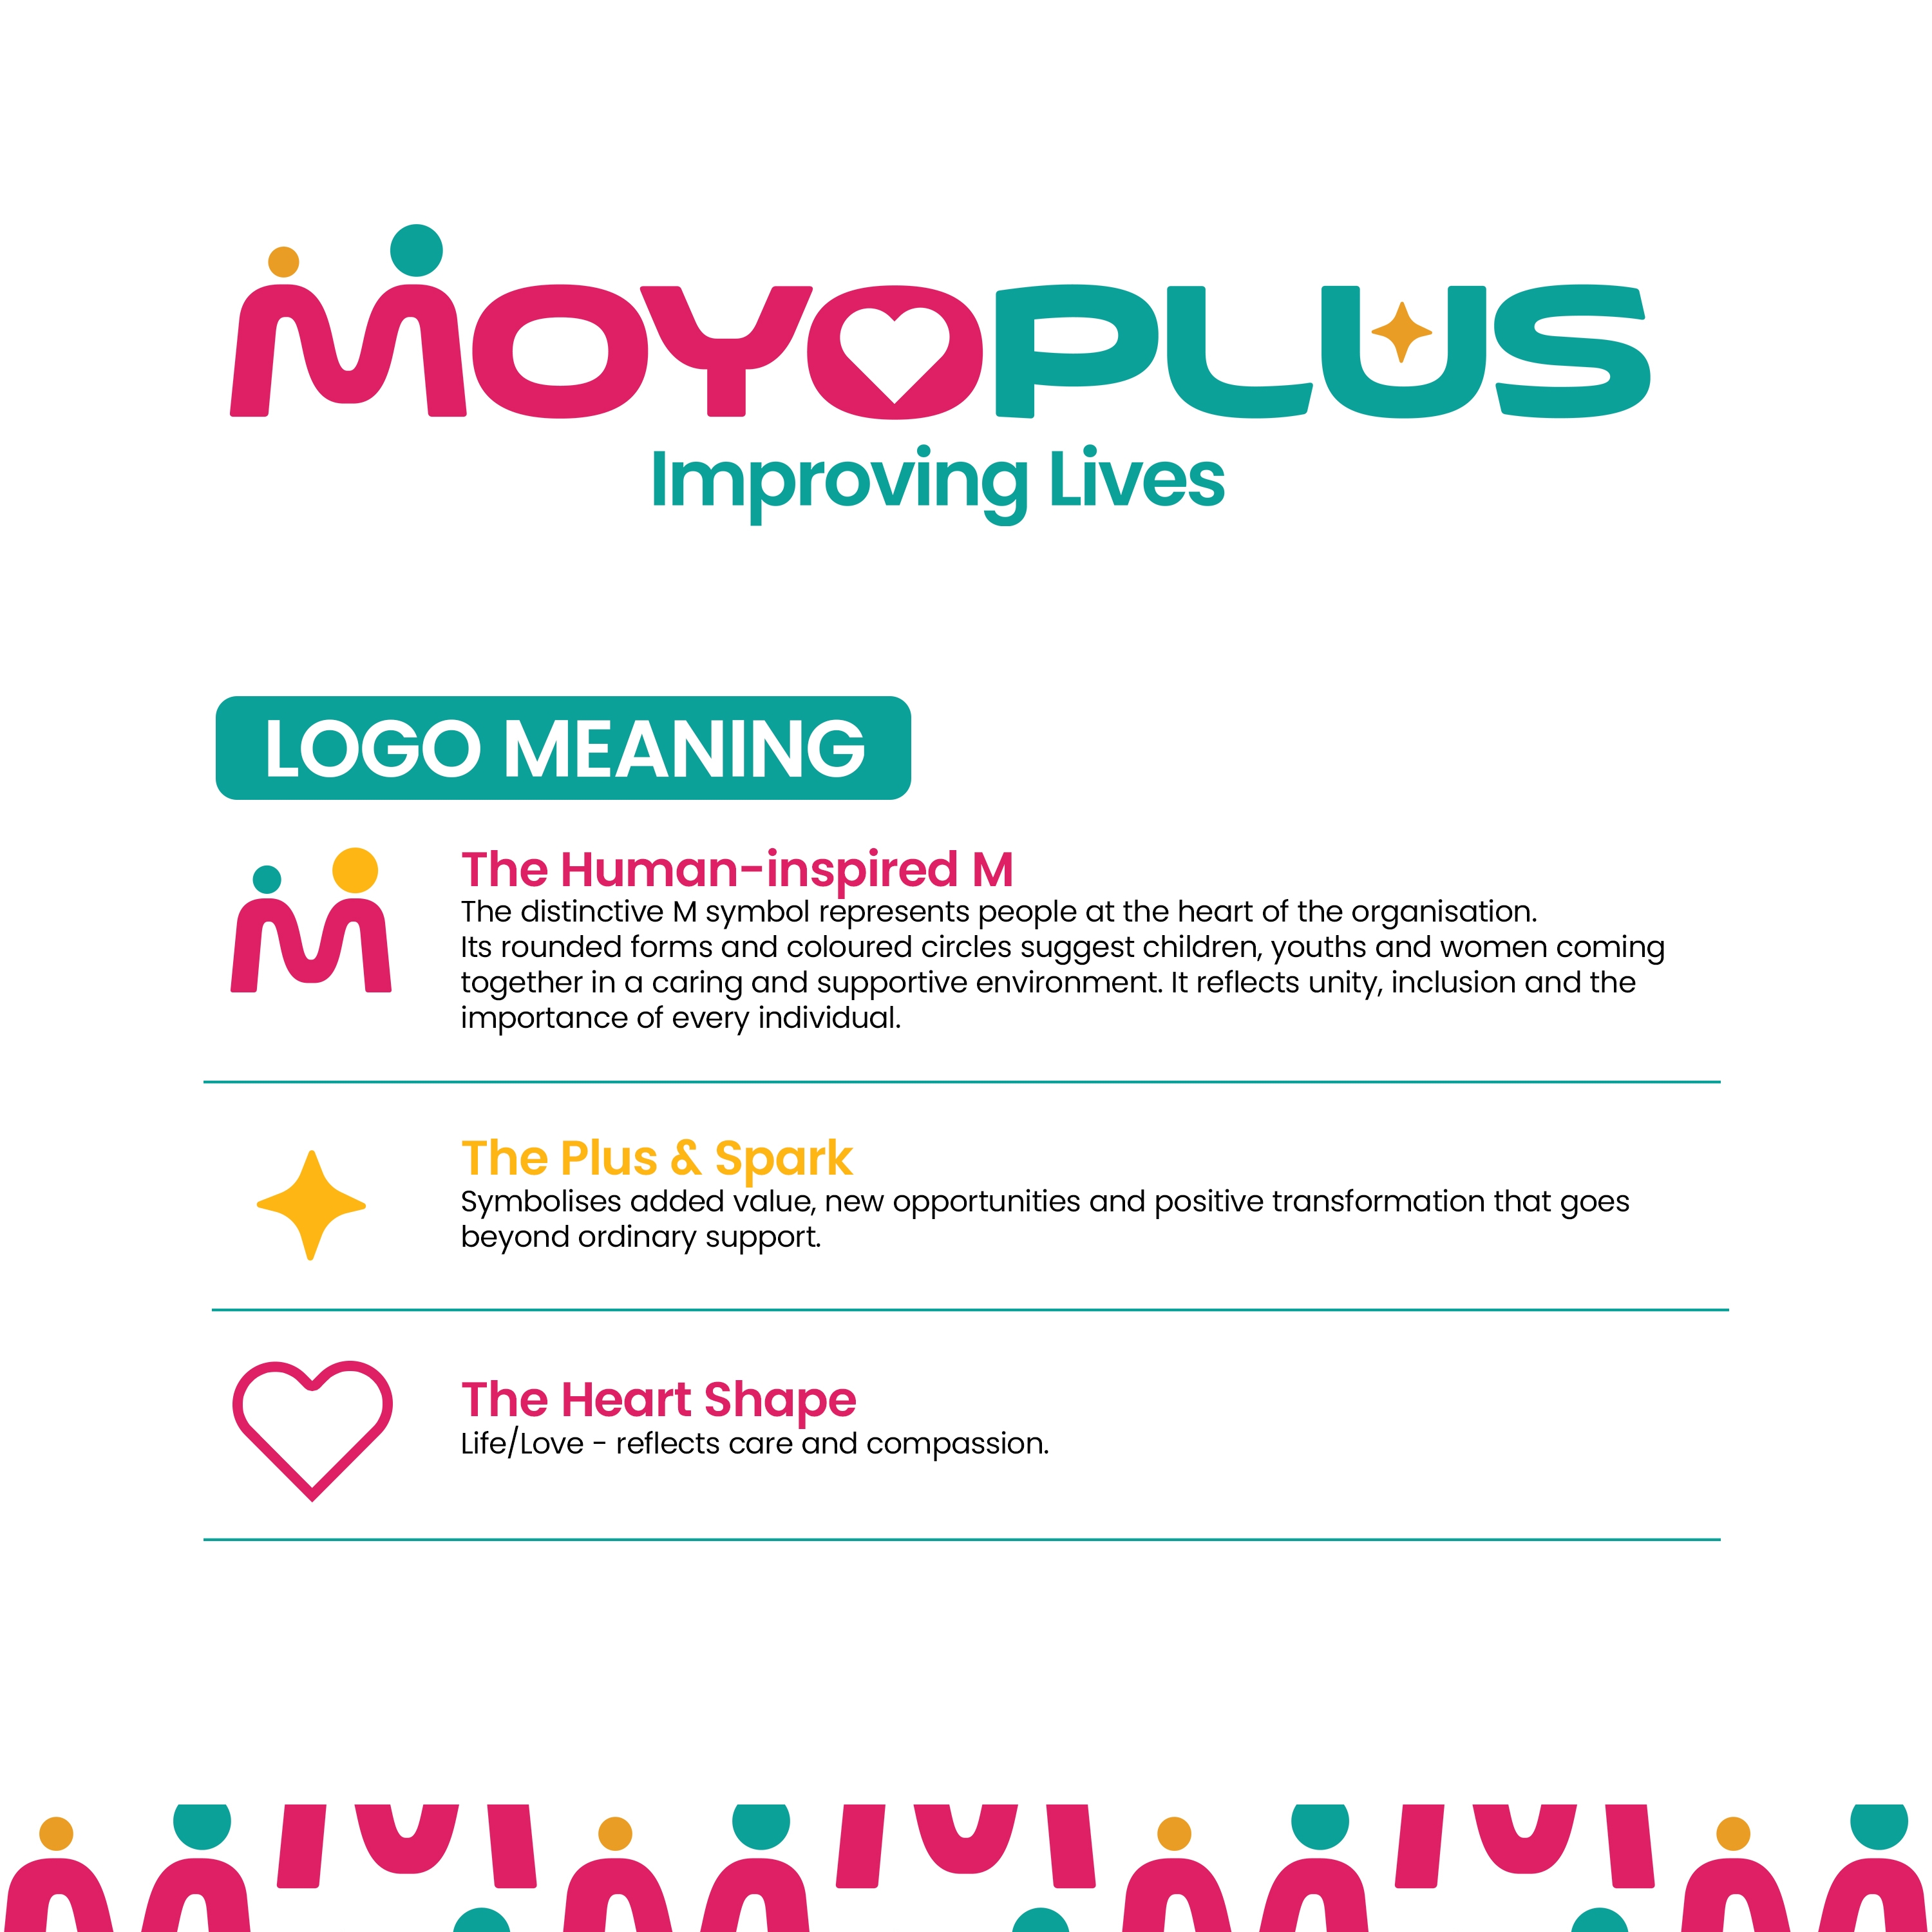 MOYOPLUS
Improving Lives
LOGO MEANING
The Human-inspired M
The distinctive M symbol represents people at the heart of the organisation.
Its rounded forms and coloured circles suggest children, youths and women coming
together in a caring and supportive environment. It reflects unity, inclusion and the
importance of every individual.
The Plus & Spark
Symbolises added value, new opportunities and positive transformation that goes
beyond ordinary support.
The Heart Shape
Life/Love - reflects care and compassion.